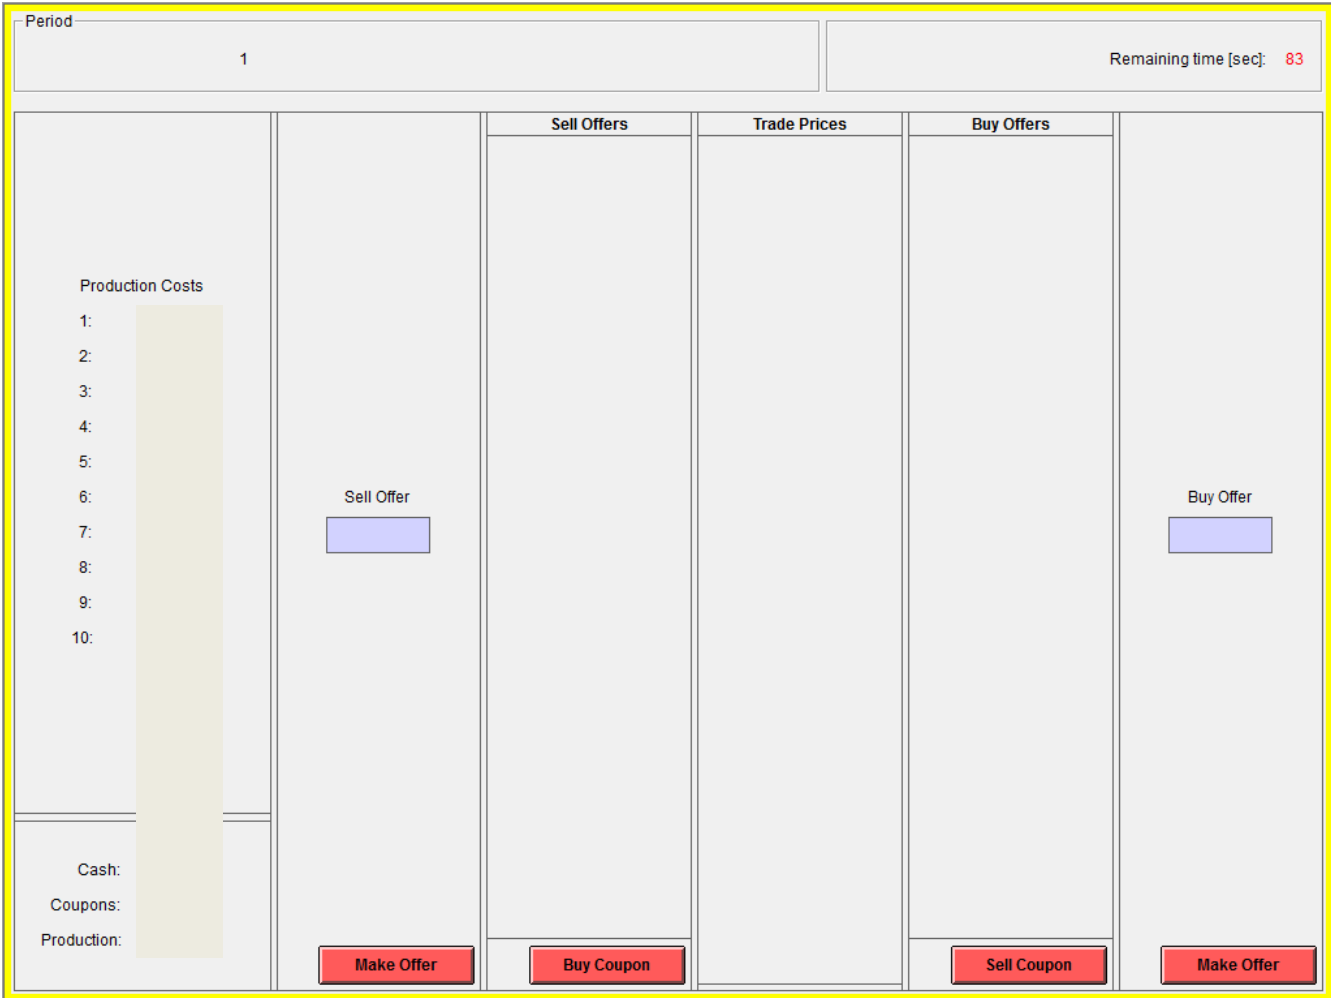 Period
1
Remaining time [sec]: 83
Sell Offers
Trade Prices
Buy Offers
Production Costs
1:
2:
3:
4:
5:
6:
7:
8:
9:
10:
Sell Offer
Buy Offer
Cash:
Coupons:
Production:
Make Offer
Buy Coupon
Sell Coupon
Make Offer